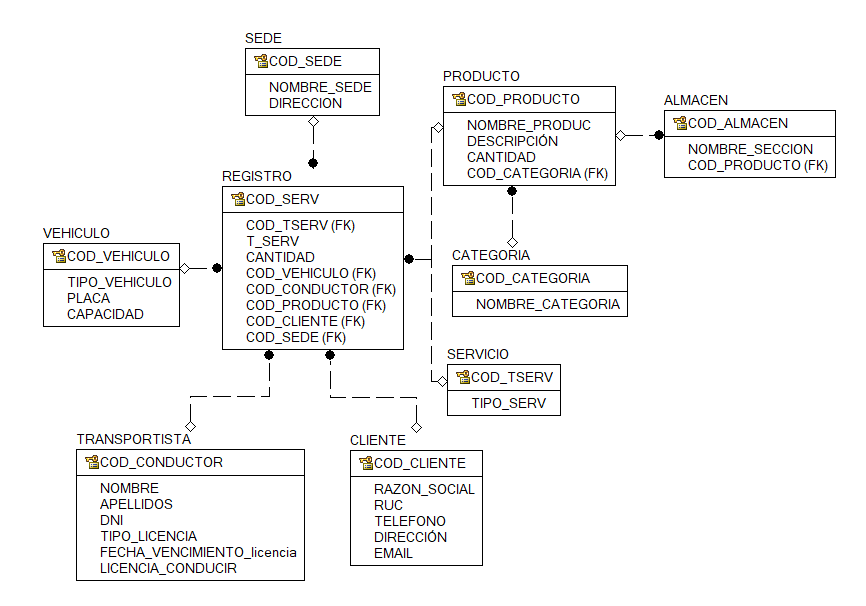 SEDE
COD_SEDE
NOMBRE_SEDE
DIRECCION
PRODUCTO
COD_PRODUCTO
NOMBRE_PRODUC
DESCRIPCIÓN
CANTIDAD
COD_CATEGORIA (FK)
ALMACEN
COD_ALMACEN
NOMBRE_SECCION
COD_PRODUCTO (FK)
REGISTRO
COD_SERV
COD_TSERV (FK)
T_SERV
CANTIDAD
COD_VEHICULO (FK)
COD_CONDUCTOR (FK)
COD_PRODUCTO (FK)
COD_CLIENTE (FK)
COD_SEDE (FK)
VEHICULO
COD_VEHICULO
TIPO_VEHICULO
PLACA
CAPACIDAD
CATEGORIA
COD_CATEGORIA
NOMBRE_CATEGORIA
SERVICIO
COD_TSERV
TIPO_SERV
TRANSPORTISTA
COD_CONDUCTOR
NOMBRE
APELLIDOS
DNI
TIPO_LICENCIA
FECHA_VENCIMIENTO_licencia
LICENCIA_CONDUCIR
CLIENTE
COD_CLIENTE
RAZON_SOCIAL
RUC
TELEFONO
DIRECCIÓN
EMAIL